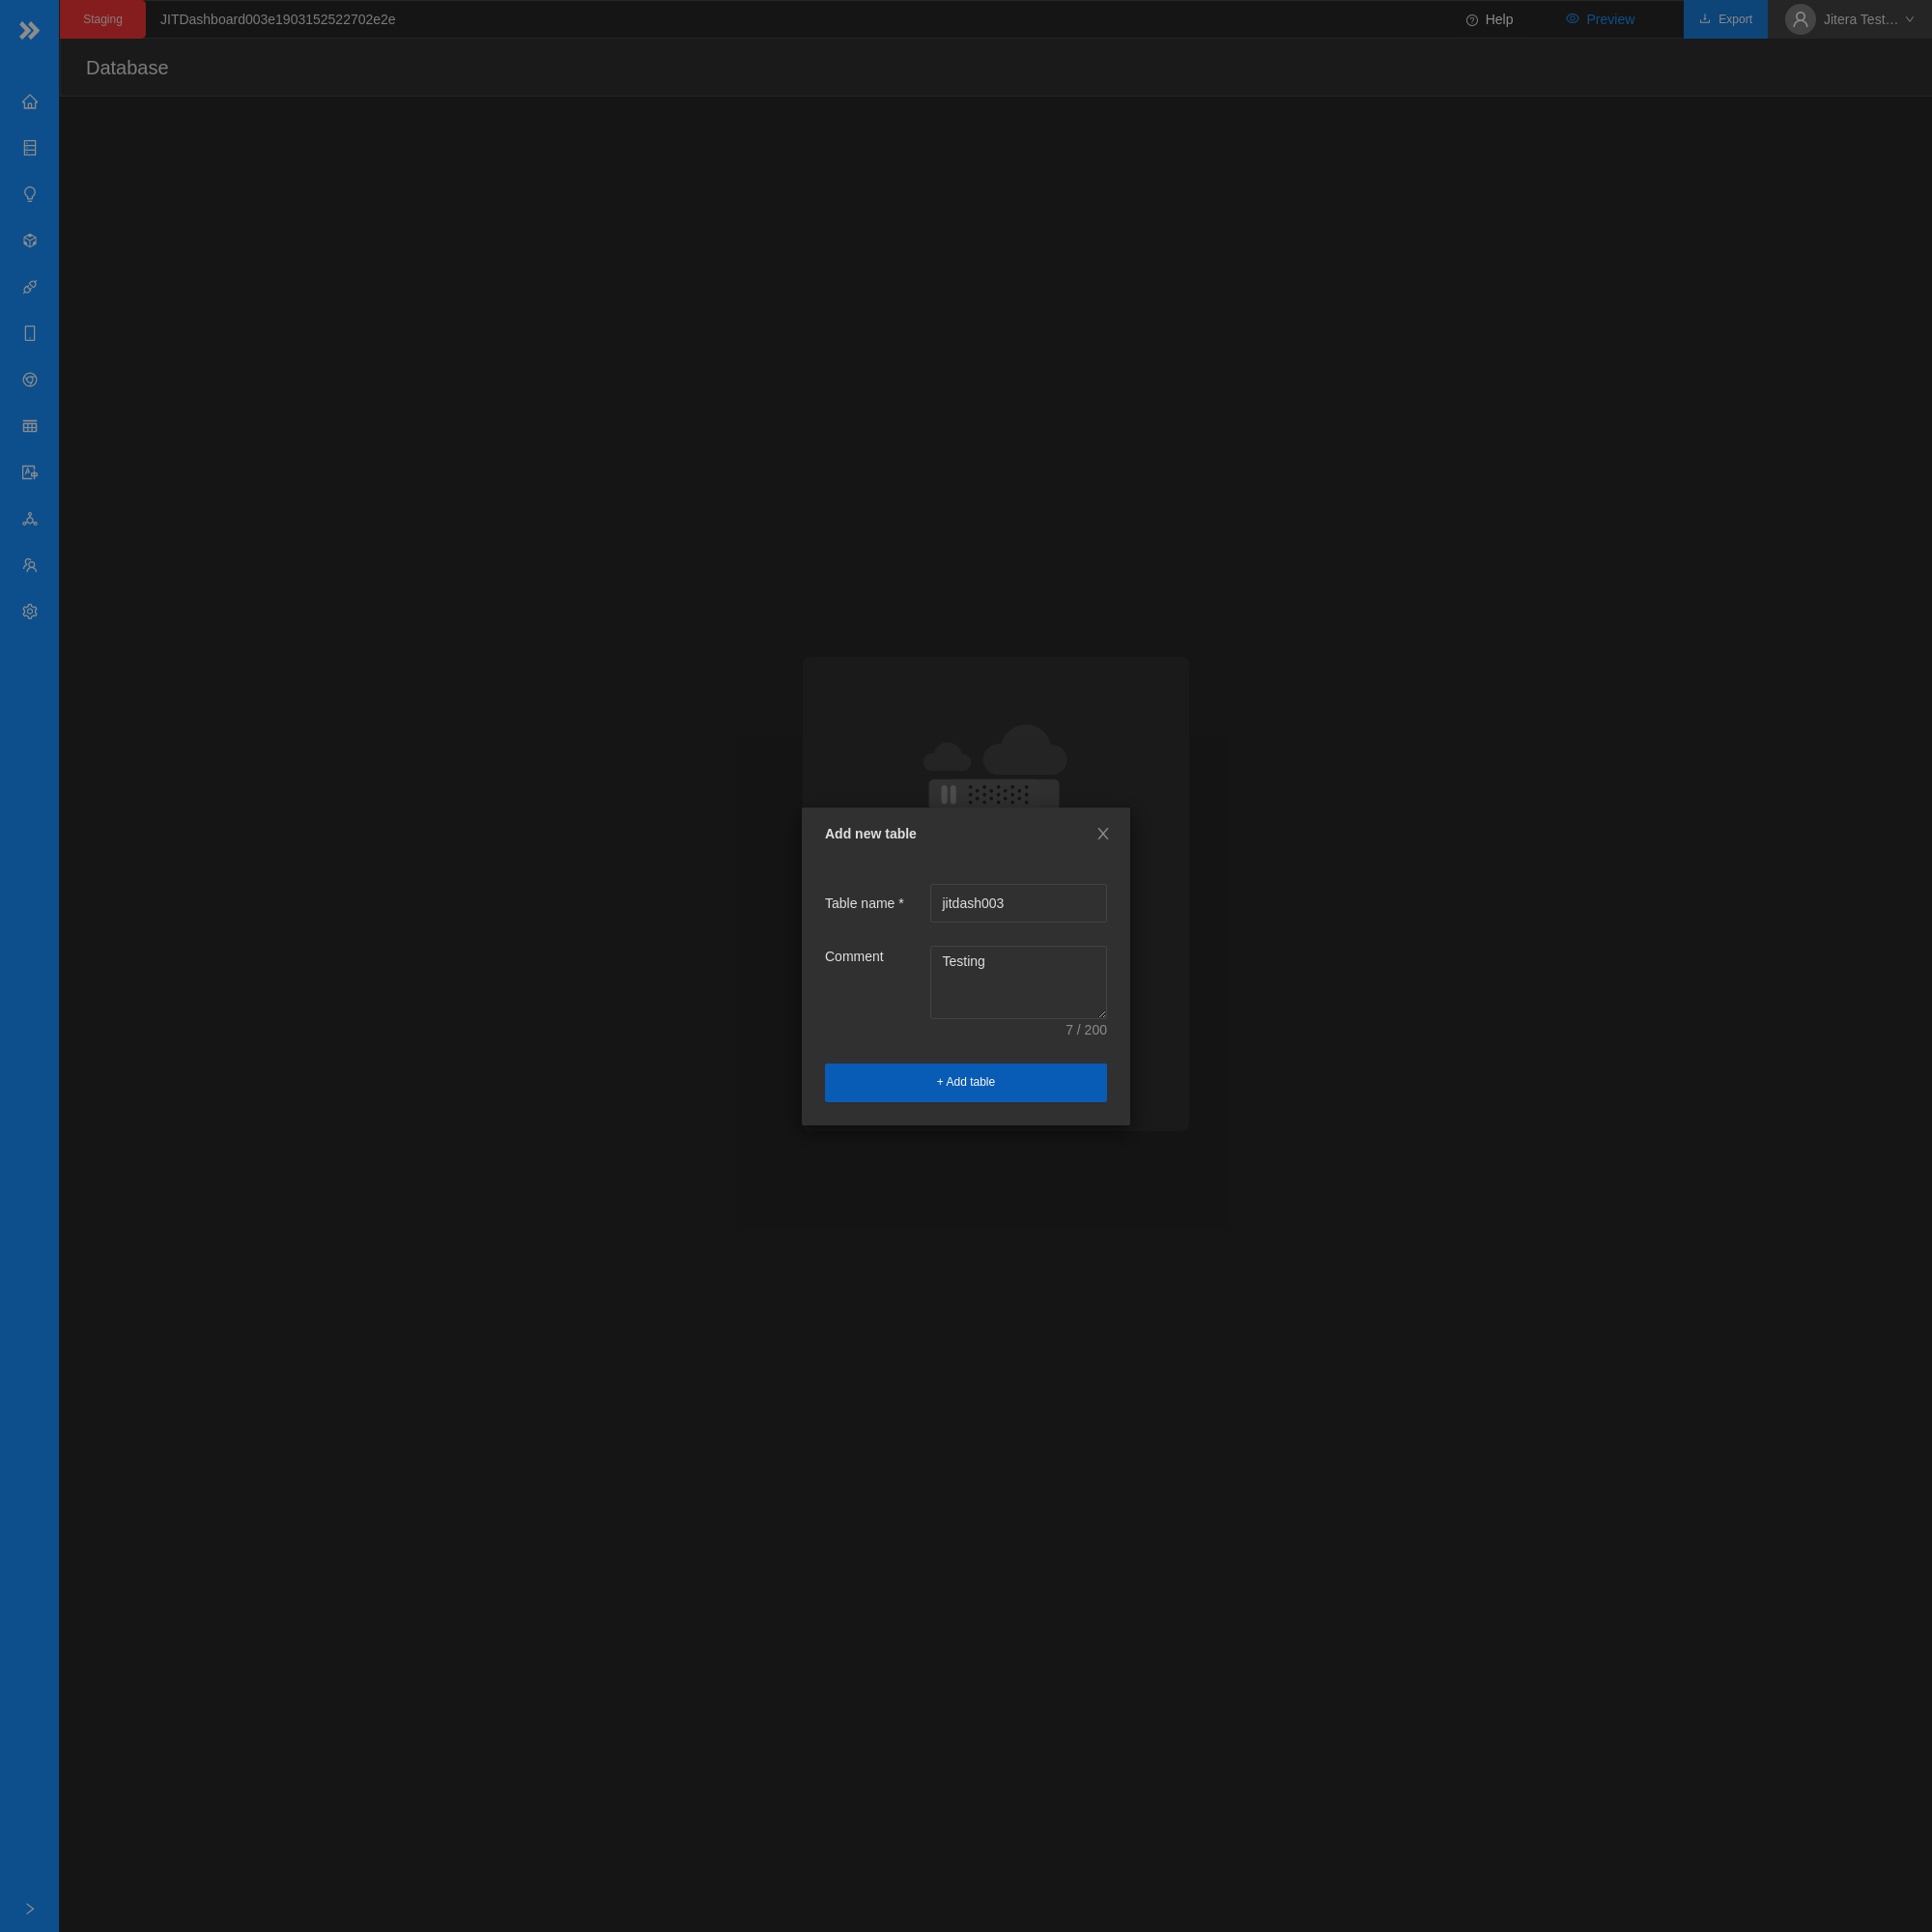 Staging
JITDashboard003e1903152522702e2e
Help
Preview
Export
Jitera Test…
Database
Add new table
Table name *
jitdash003
Comment
Testing
7 / 200
+ Add table